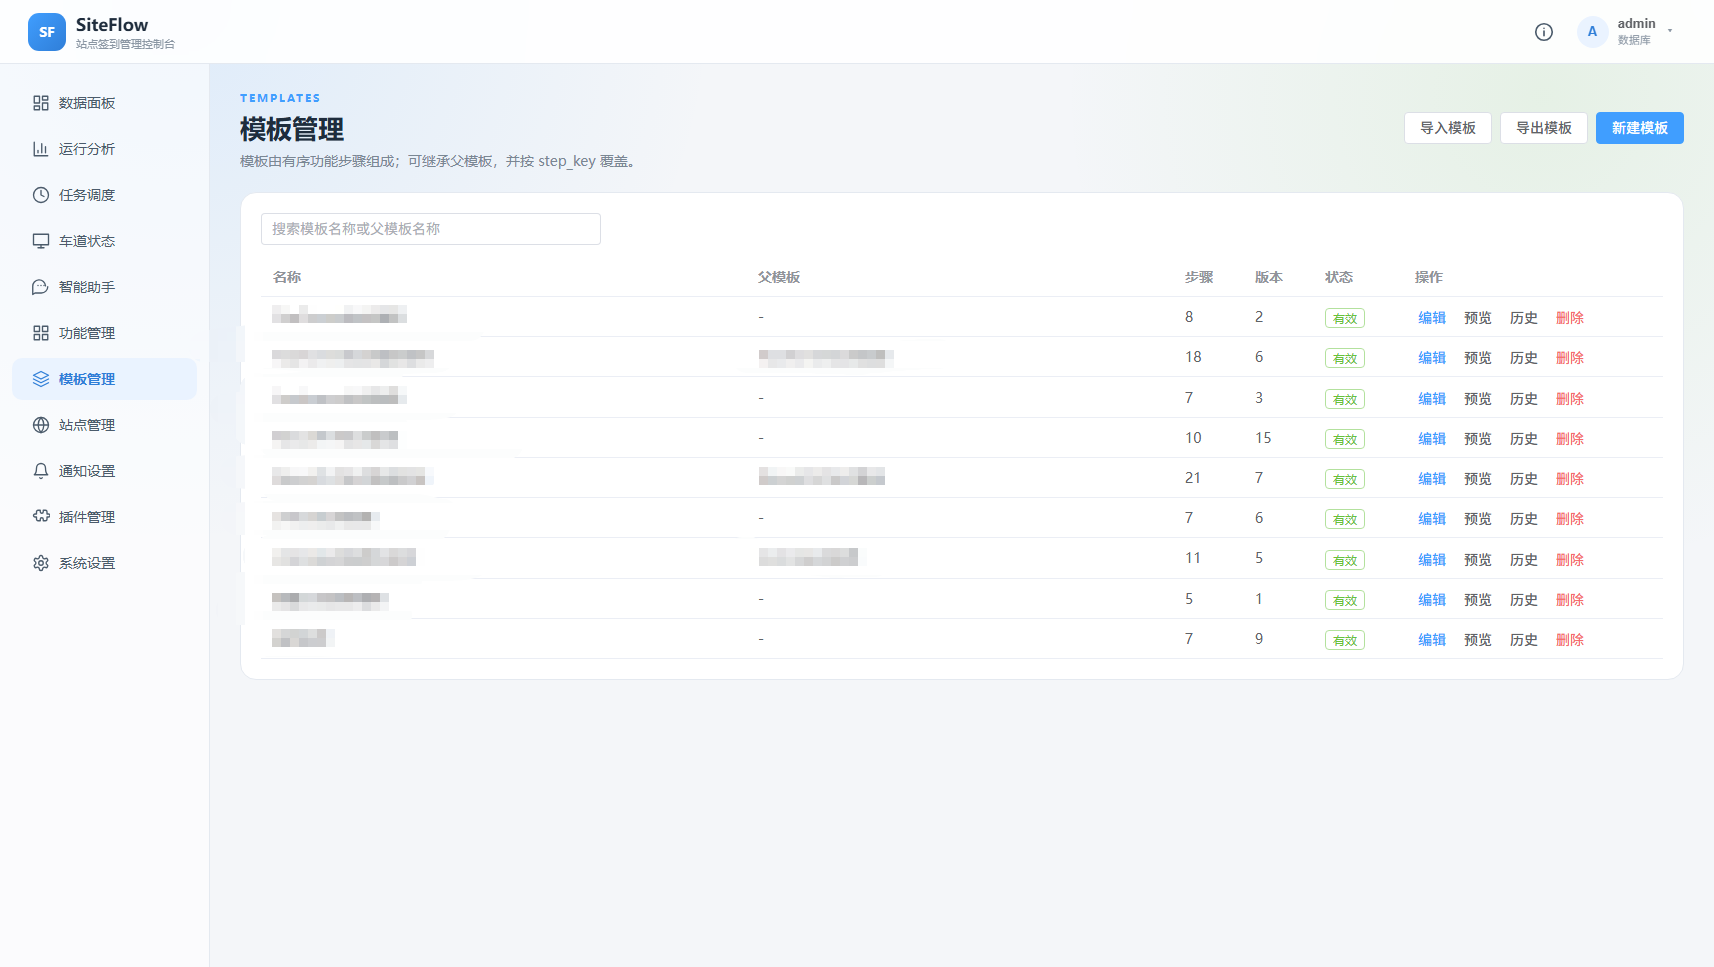 SF
SiteFlow
站点签到管理控制台
A
admin
数据库
数据面板
运行分析
任务调度
车道状态
智能助手
功能管理
模板管理
站点管理
通知设置
插件管理
系统设置
TEMPLATES
模板管理
模板由有序功能步骤组成；可继承父模板，并按 step_key 覆盖。
导入模板 导出模板 新建模板
搜索模板名称或父模板名称
名称 父模板 步骤 版本 状态 操作
- 8 2 有效 编辑 预览 历史 删除
18 6 有效 编辑 预览 历史 删除
- 7 3 有效 编辑 预览 历史 删除
- 10 15 有效 编辑 预览 历史 删除
21 7 有效 编辑 预览 历史 删除
- 7 6 有效 编辑 预览 历史 删除
11 5 有效 编辑 预览 历史 删除
- 5 1 有效 编辑 预览 历史 删除
- 7 9 有效 编辑 预览 历史 删除